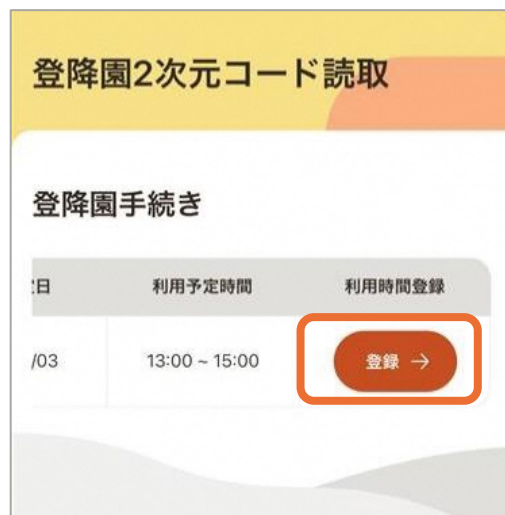 登降園2次元コード読取
登降園手続き
日 利用予定時間 利用時間登録
/03 13:00 ~ 15:00 登録 →